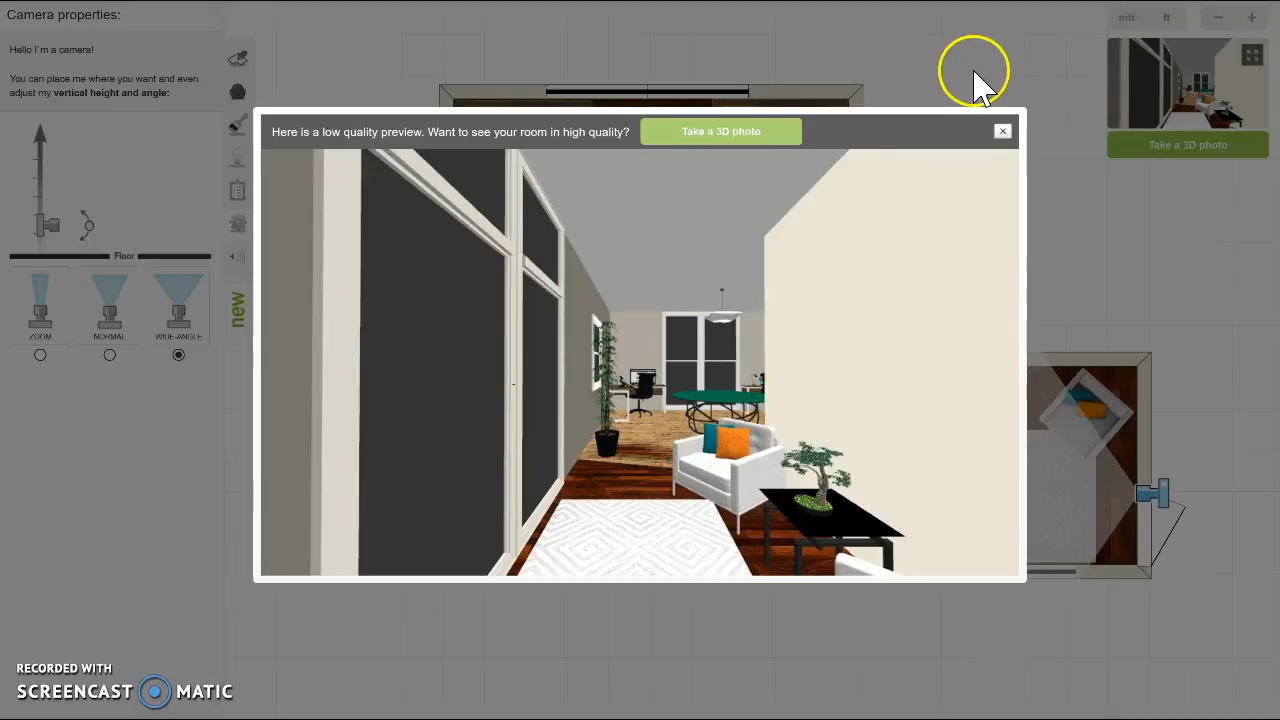 Camera properties:
Hello I`m a camera!
You can place me where you want and even
adjust my vertical height and angle:
Floor
ZOOM
NORMAL
WIDE-ANGLE
new
Here is a low quality preview. Want to see your room in high quality?
Take a 3D photo
×
mtr
ft
Take a 3D photo
RECORDED WITH
SCREENCAST MATIC